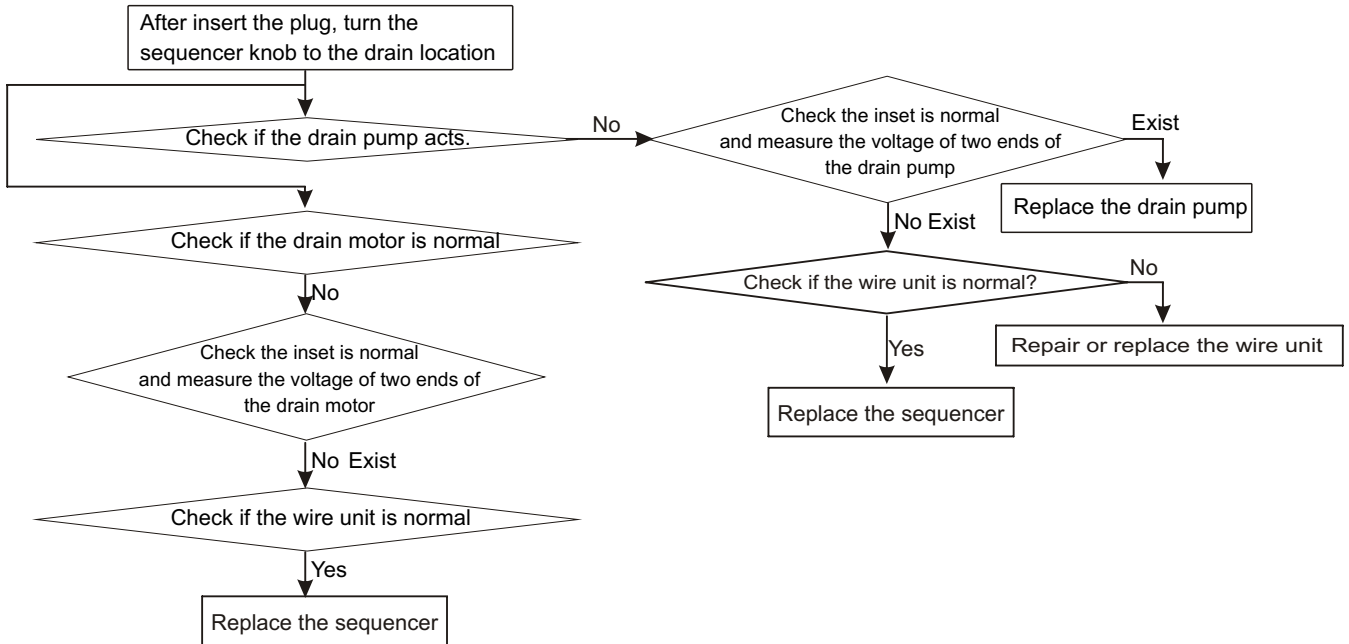 After insert the plug, turn the
sequencer knob to the drain location
Check if the drain pump acts.
No
Check the inset is normal
and measure the voltage of two ends of
the drain pump
Exist
Replace the drain pump
No Exist
Check if the drain motor is normal
Check if the wire unit is normal?
No
No
Repair or replace the wire unit
Yes
Check the inset is normal
and measure the voltage of two ends of
the drain motor
Replace the sequencer
No Exist
Check if the wire unit is normal
Yes
Replace the sequencer